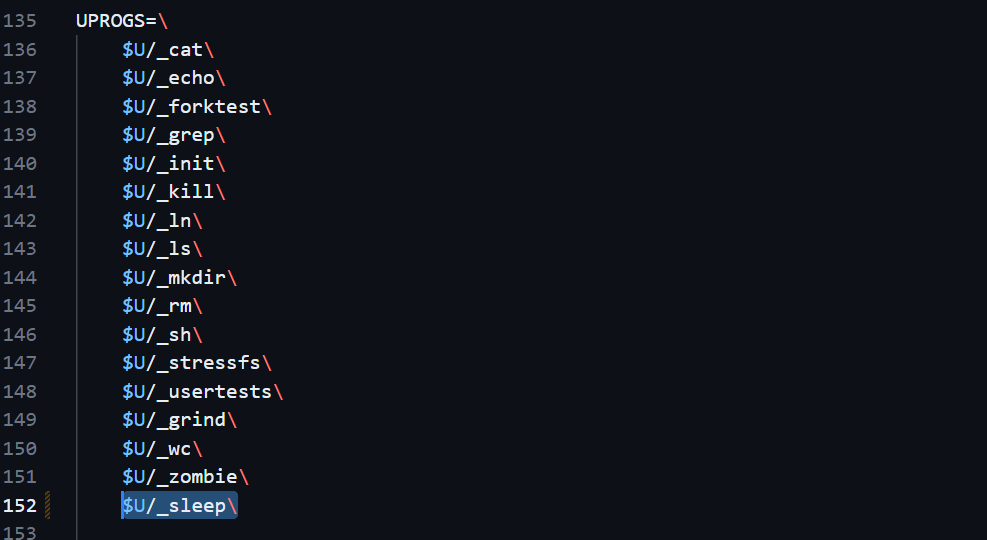 135 UPROGS=\
136 $U/_cat\
137 $U/_echo\
138 $U/_forktest\
139 $U/_grep\
140 $U/_init\
141 $U/_kill\
142 $U/_ln\
143 $U/_ls\
144 $U/_mkdir\
145 $U/_rm\
146 $U/_sh\
147 $U/_stressfs\
148 $U/_usertests\
149 $U/_grind\
150 $U/_wc\
151 $U/_zombie\
152 $U/_sleep\
153